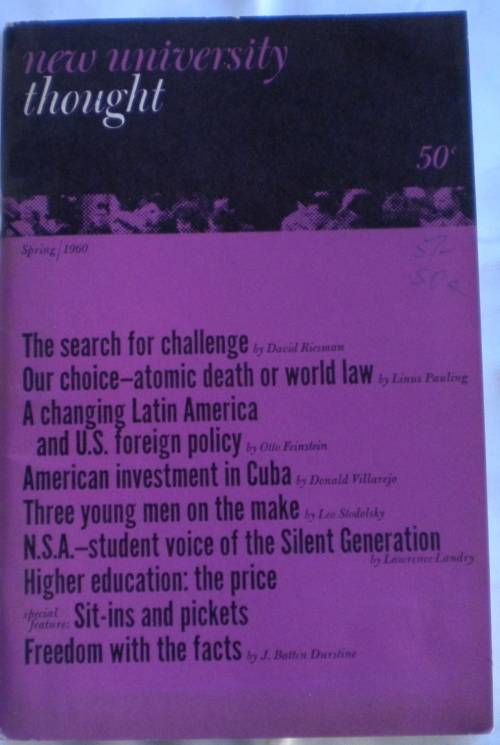 new university
thought
50¢
Spring/1960
The search for challenge by David Riesman
Our choice–atomic death or world law by Linus Pauling
A changing Latin America
and U.S. foreign policy by Otto Feinstein
American investment in Cuba by Donald Villarejo
Three young men on the make by Leo Stodolsky
N.S.A.–student voice of the Silent Generation
by Lawrence Landry
Higher education: the price
special
feature: Sit-ins and pickets
Freedom with the facts by J. Batten Durstine